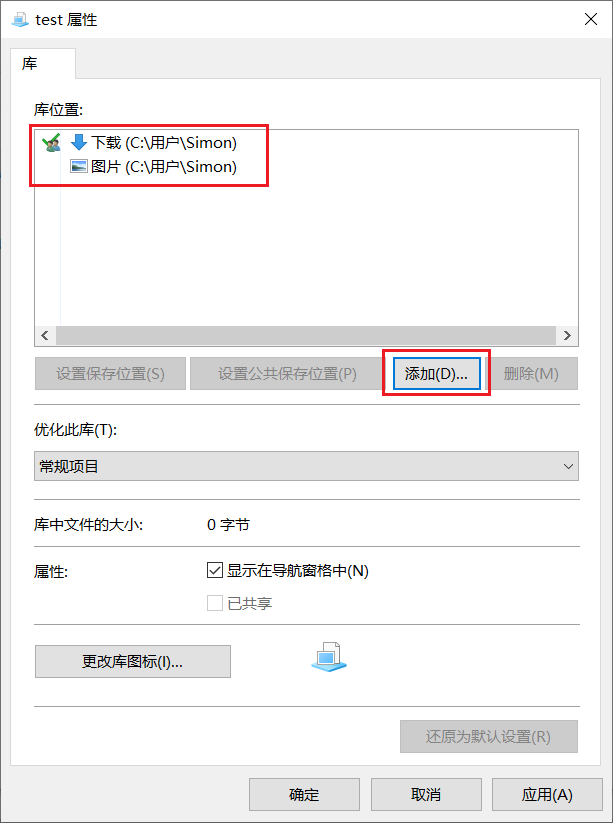 test 属性
库
库位置:
下载 (C:\用户\Simon)
图片 (C:\用户\Simon)
设置保存位置(S) 设置公共保存位置(P) 添加(D)... 删除(M)
优化此库(T):
常规项目
库中文件的大小: 0 字节
属性: 显示在导航窗格中(N)
已共享
更改库图标(I)...
还原为默认设置(R)
确定 取消 应用(A)